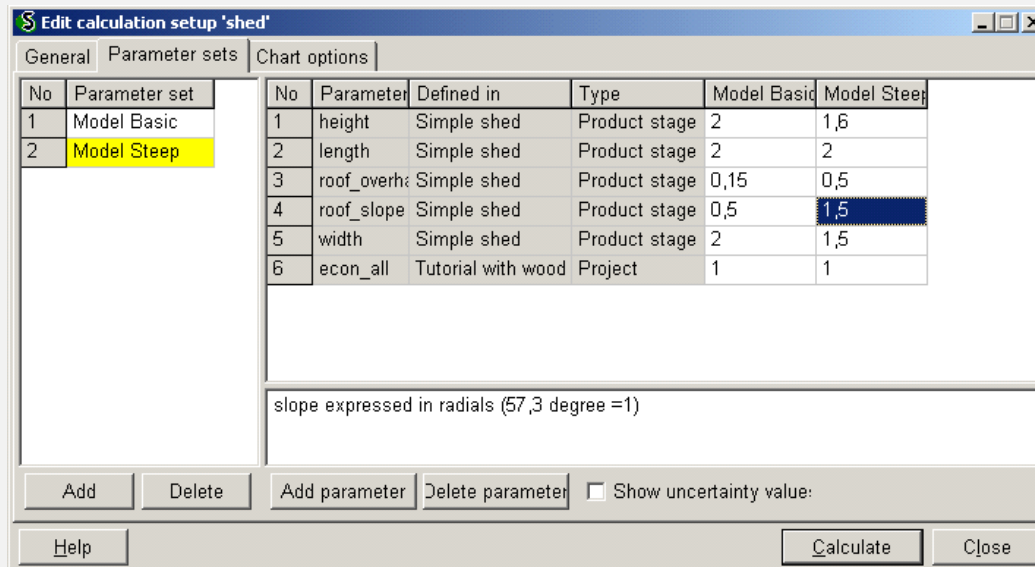 Edit calculation setup 'shed'
General Parameter sets Chart options
No Parameter set
1 Model Basic
2 Model Steep
No Parameter Defined in Type Model Basic Model Steep
1 height Simple shed Product stage 2 1,6
2 length Simple shed Product stage 2 2
3 roof_overha Simple shed Product stage 0,15 0,5
4 roof_slope Simple shed Product stage 0,5 1,5
5 width Simple shed Product stage 2 1,5
6 econ_all Tutorial with wood Project 1 1
slope expressed in radials (57,3 degree =1)
Add Delete Add parameter Delete parameter Show uncertainty values
Help Calculate Close